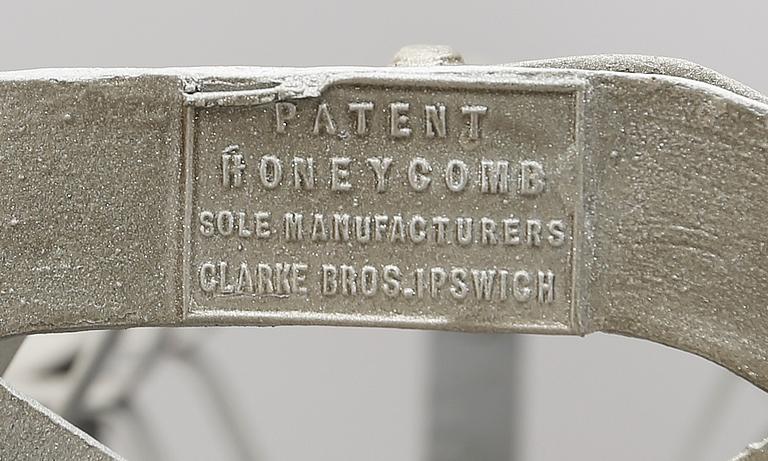 PATENT
HONEYCOMB
SOLE MANUFACTURERS
CLARKE BROS. IPSWICH